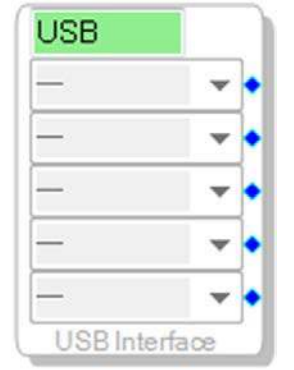 USB
—
—
—
—
—
USB Interface